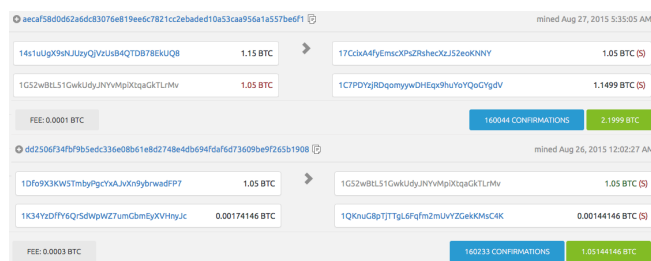 aecaf58d0d62a6dc83076e819ee6c7821cc2ebaded10a53caa956a1a557be6f1 mined Aug 27, 2015 5:35:05 AM
14s1uUgX9sNJUzyQjVzUsB4QTDB78EkUQ8 1.15 BTC > 17CcixA4fyEmscXPsZRshecXzJ52eoKNNY 1.05 BTC (S)
1G52wBtL51GwkUdyJNYvMpiXtqaGkTLrMv 1.05 BTC 1C7PDYzjRDqomyywDHEqx9huYoYQoGYgdV 1.1499 BTC (S)
FEE: 0.0001 BTC 160044 CONFIRMATIONS 2.1999 BTC
dd2506f34fbf9b5edc336e08b61e8d2748e4db694fdaf6d73609be9f265b1908 mined Aug 26, 2015 12:02:27 AM
1Dfo9X3KW5TmbyPgcYxAJvXn9ybrwadFP7 1.05 BTC > 1G52wBtL51GwkUdyJNYvMpiXtqaGkTLrMv 1.05 BTC (S)
1K34YzDffY6QrSdWpWZ7umGbmEyXVHnyJc 0.00174146 BTC 1QKnuG8pTjTTgL6Fqfm2mUvYZGekKMsC4K 0.00144146 BTC (S)
FEE: 0.0003 BTC 160233 CONFIRMATIONS 1.05144146 BTC